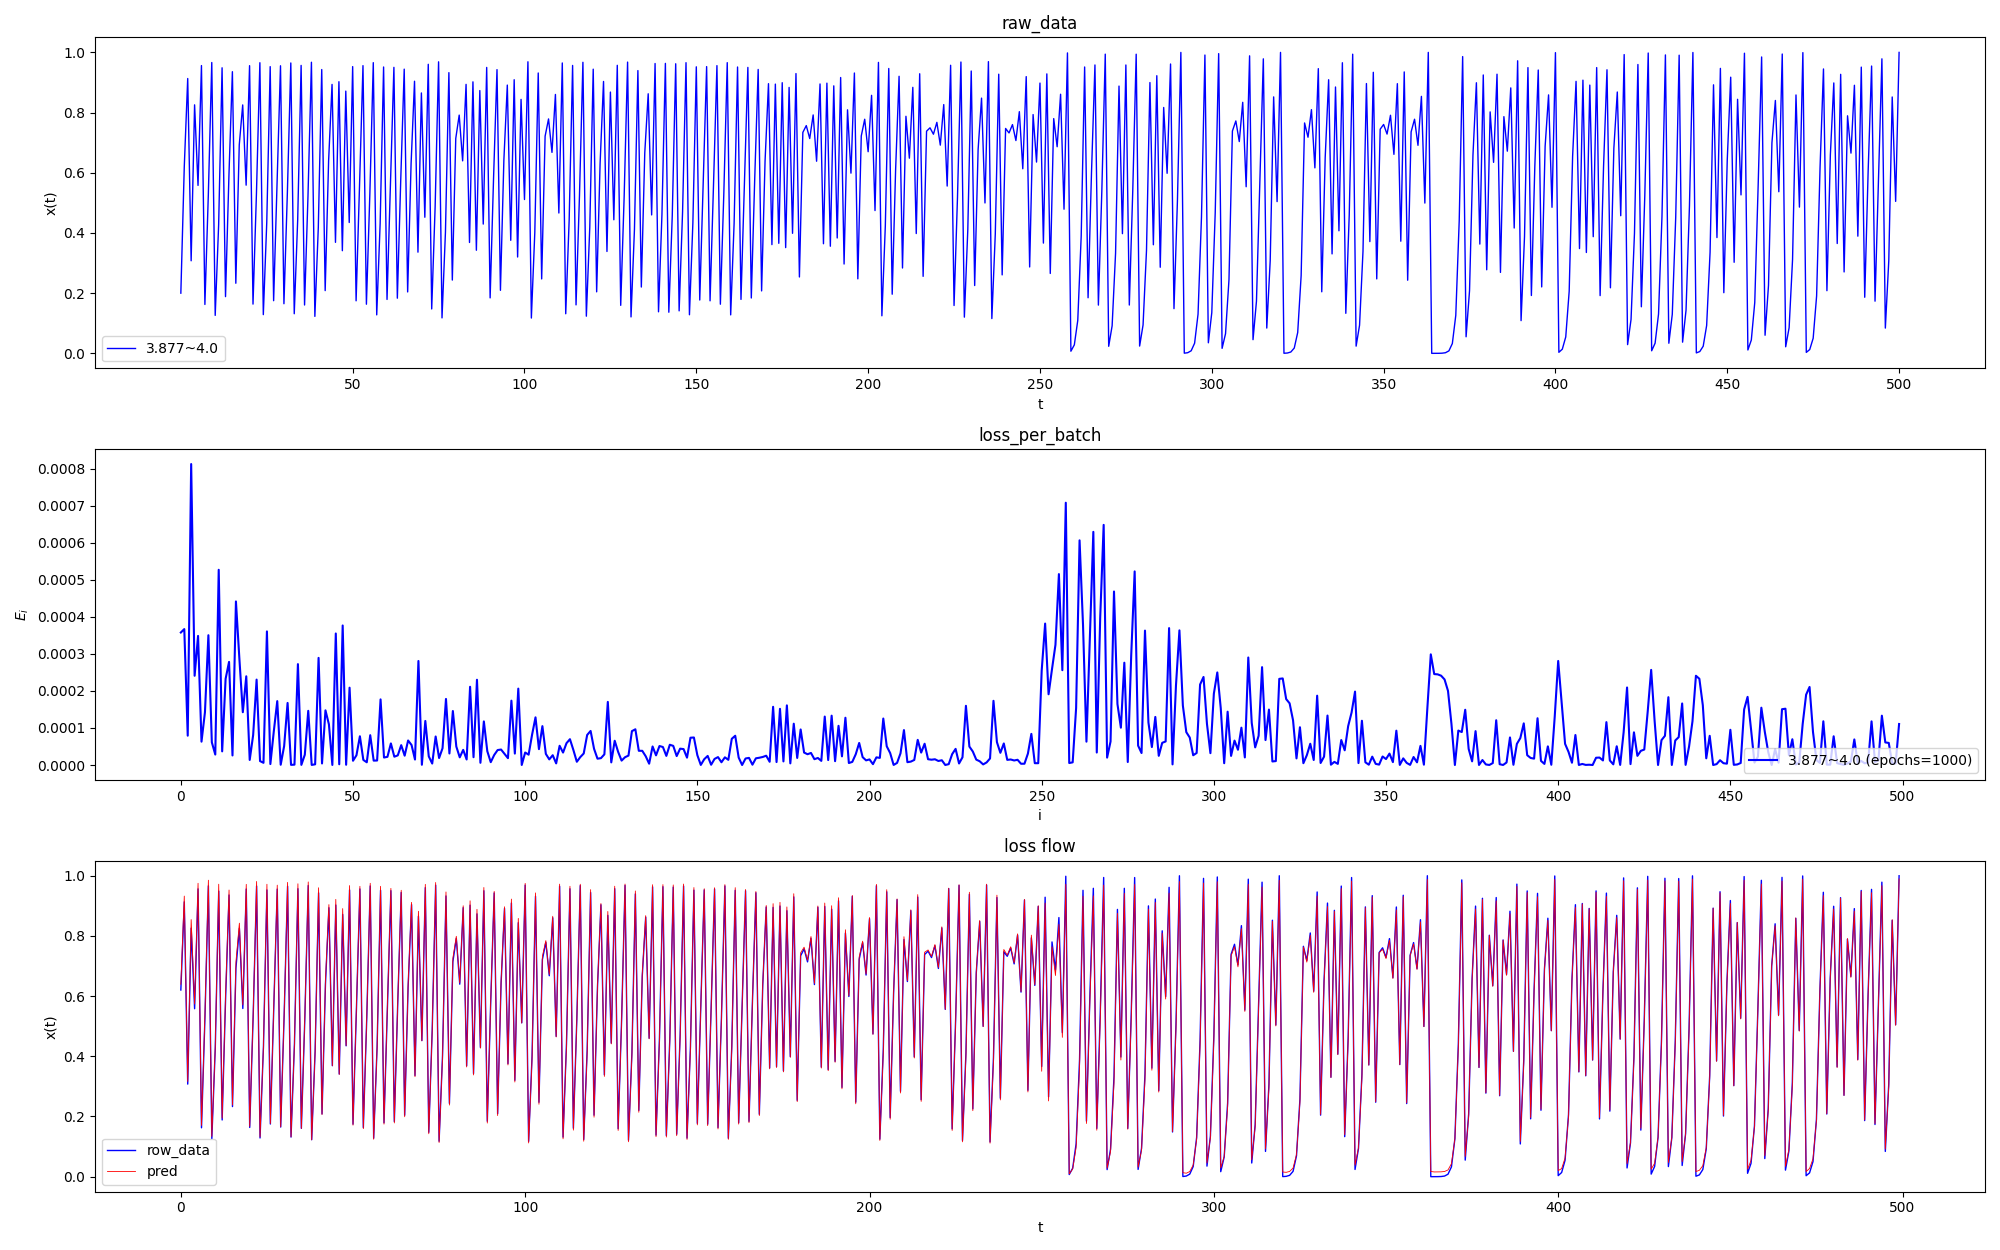 raw_data
x(t)
1.0
0.8
0.6
0.4
0.2
0.0
3.877~4.0
50 100 150 200 250 300 350 400 450 500
t
loss_per_batch
E_i
0.0008
0.0007
0.0006
0.0005
0.0004
0.0003
0.0002
0.0001
0.0000
3.877~4.0 (epochs=1000)
0 50 100 150 200 250 300 350 400 450 500
i
loss flow
x(t)
1.0
0.8
0.6
0.4
0.2
0.0
row_data
pred
0 100 200 300 400 500
t